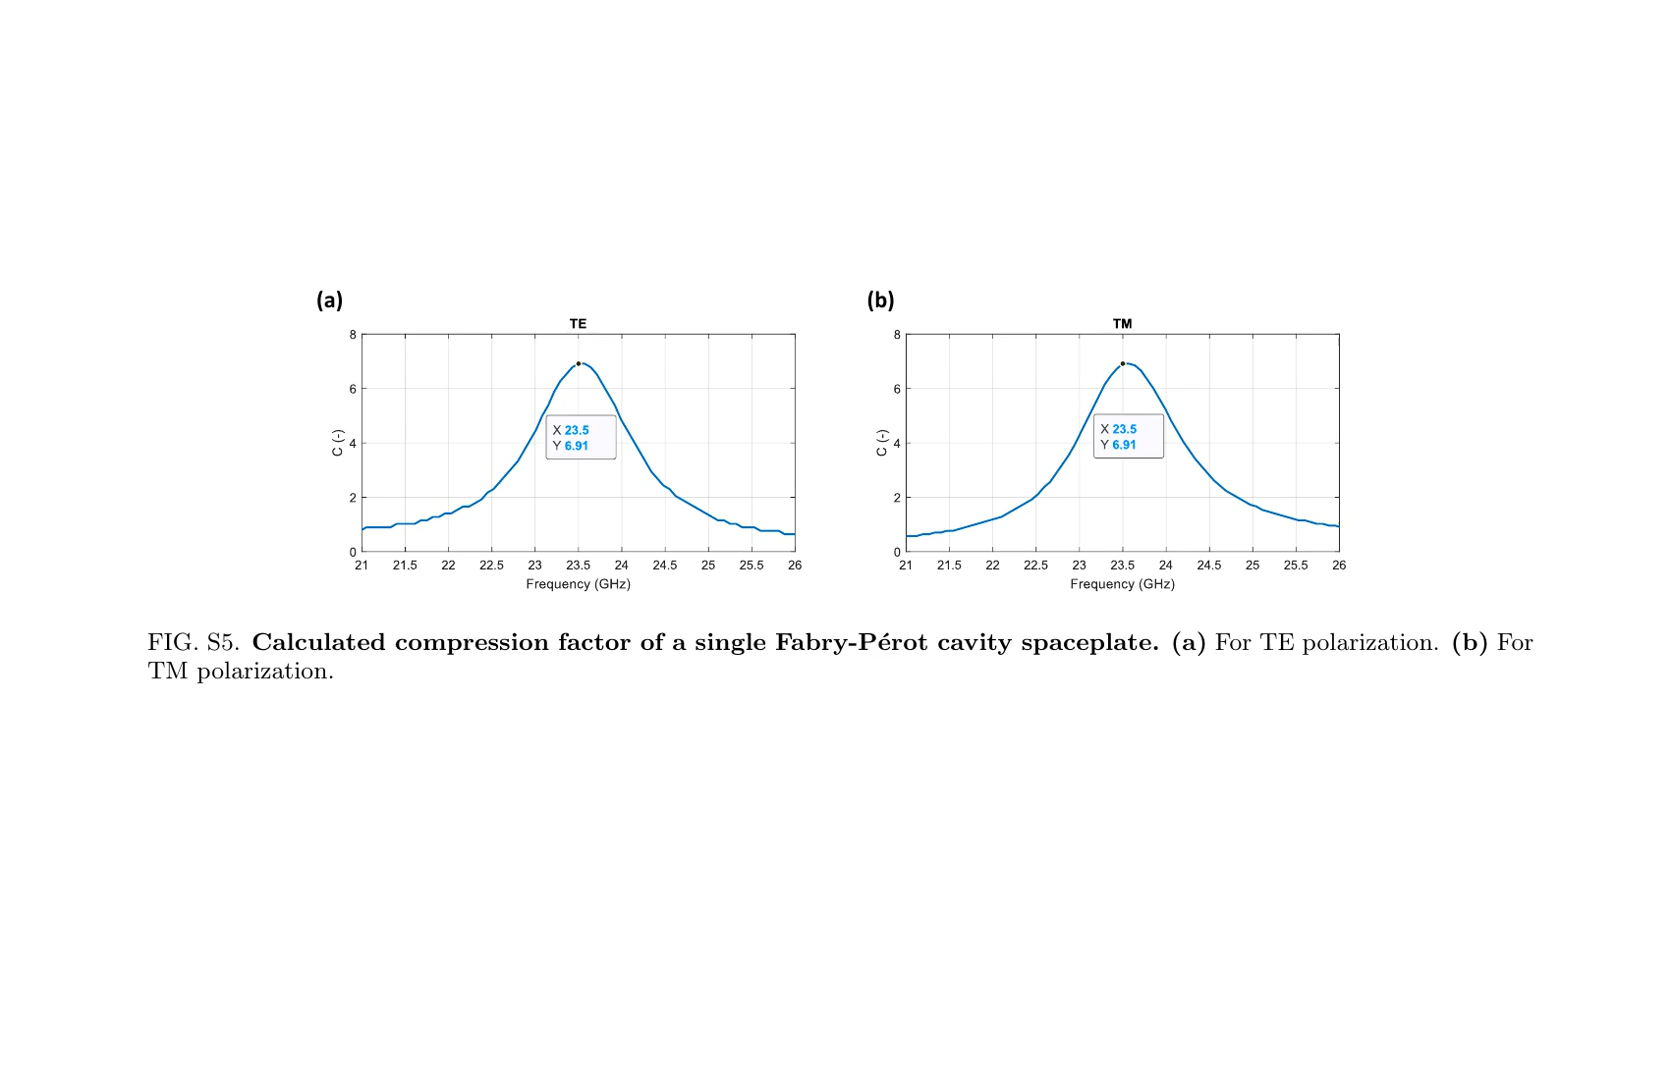 (a)
TE
8
6
4
2
0
C (-)
X 23.5
Y 6.91
21 21.5 22 22.5 23 23.5 24 24.5 25 25.5 26
Frequency (GHz)
(b)
TM
8
6
4
2
0
C (-)
X 23.5
Y 6.91
21 21.5 22 22.5 23 23.5 24 24.5 25 25.5 26
Frequency (GHz)
FIG. S5. Calculated compression factor of a single Fabry-Pérot cavity spaceplate. (a) For TE polarization. (b) For
TM polarization.